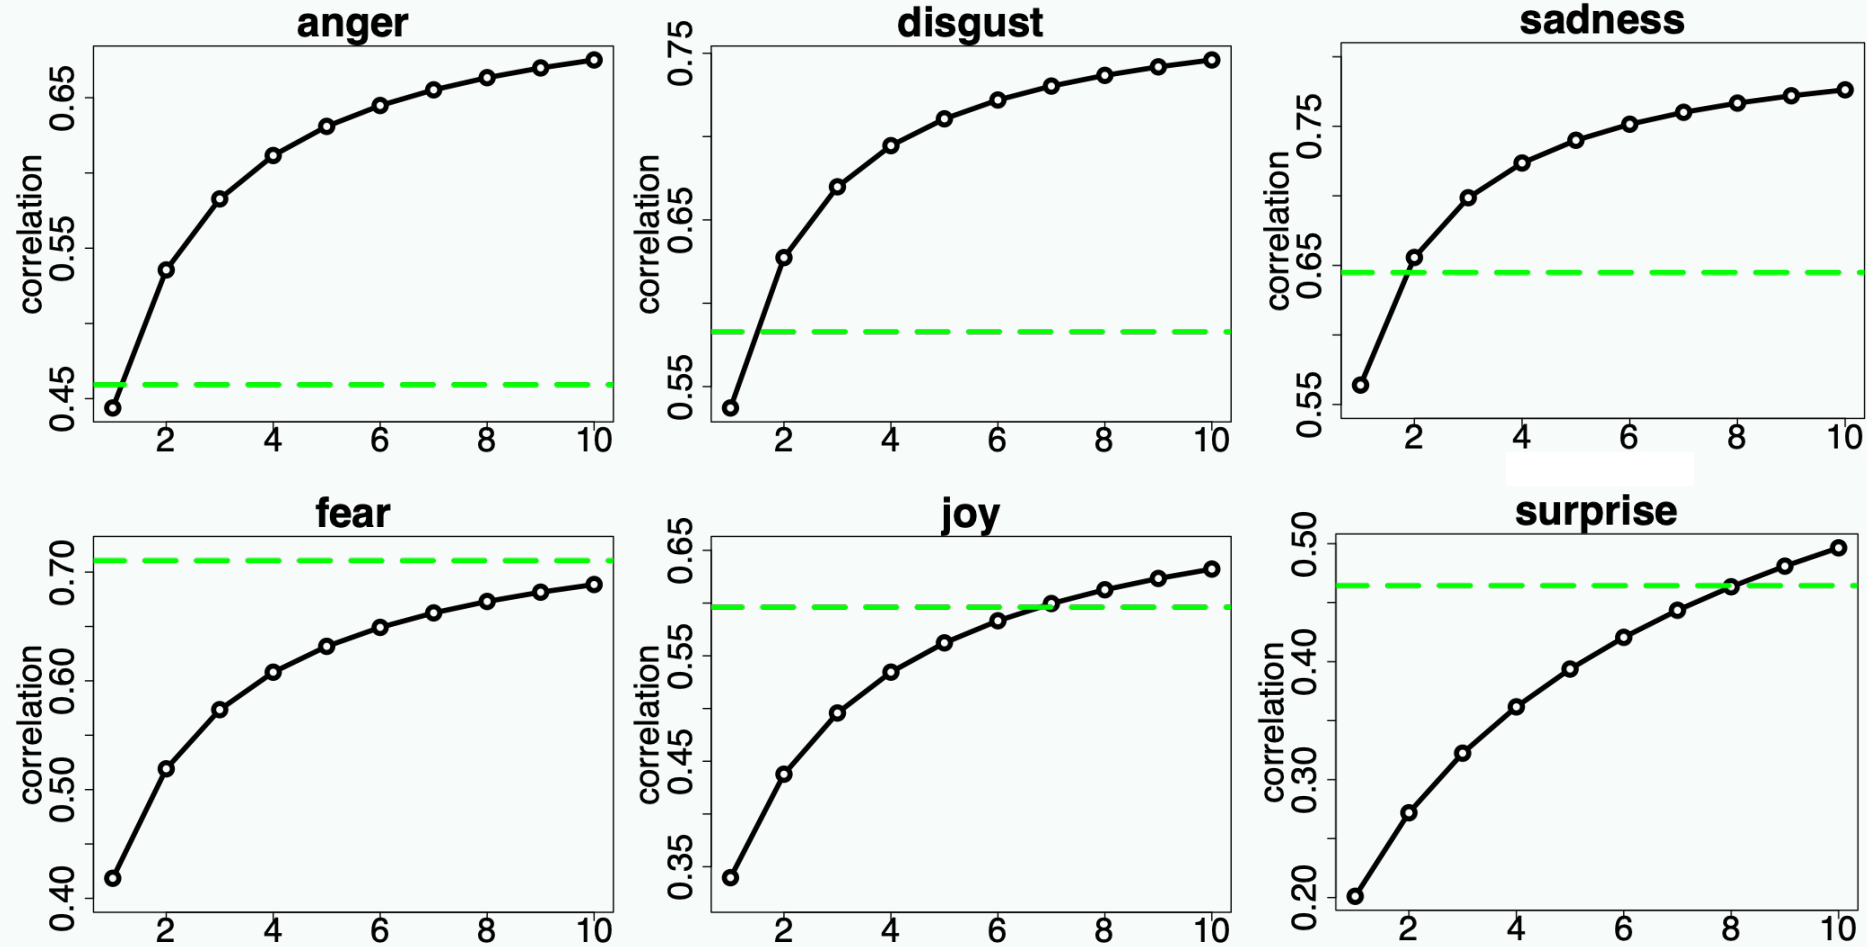 anger
correlation
0.45 0.55 0.65
2 4 6 8 10
disgust
correlation
0.55 0.65 0.75
2 4 6 8 10
sadness
correlation
0.55 0.65 0.75
2 4 6 8 10
fear
correlation
0.40 0.50 0.60 0.70
2 4 6 8 10
joy
correlation
0.35 0.45 0.55 0.65
2 4 6 8 10
surprise
correlation
0.20 0.30 0.40 0.50
2 4 6 8 10